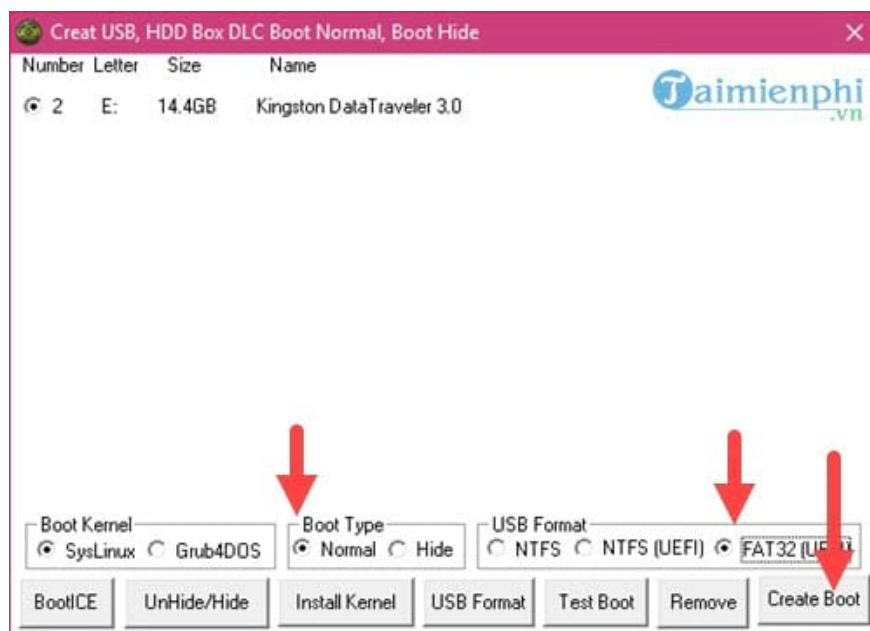 Creat USB, HDD Box DLC Boot Normal, Boot Hide
Number Letter Size Name
2 E: 14.4GB Kingston DataTraveler 3.0
Taimienphi
.vn
Boot Kernel Boot Type USB Format
SysLinux Grub4DOS Normal Hide NTFS NTFS (UEFI) FAT32
BootICE UnHide/Hide Install Kernel USB Format Test Boot Remove Create Boot